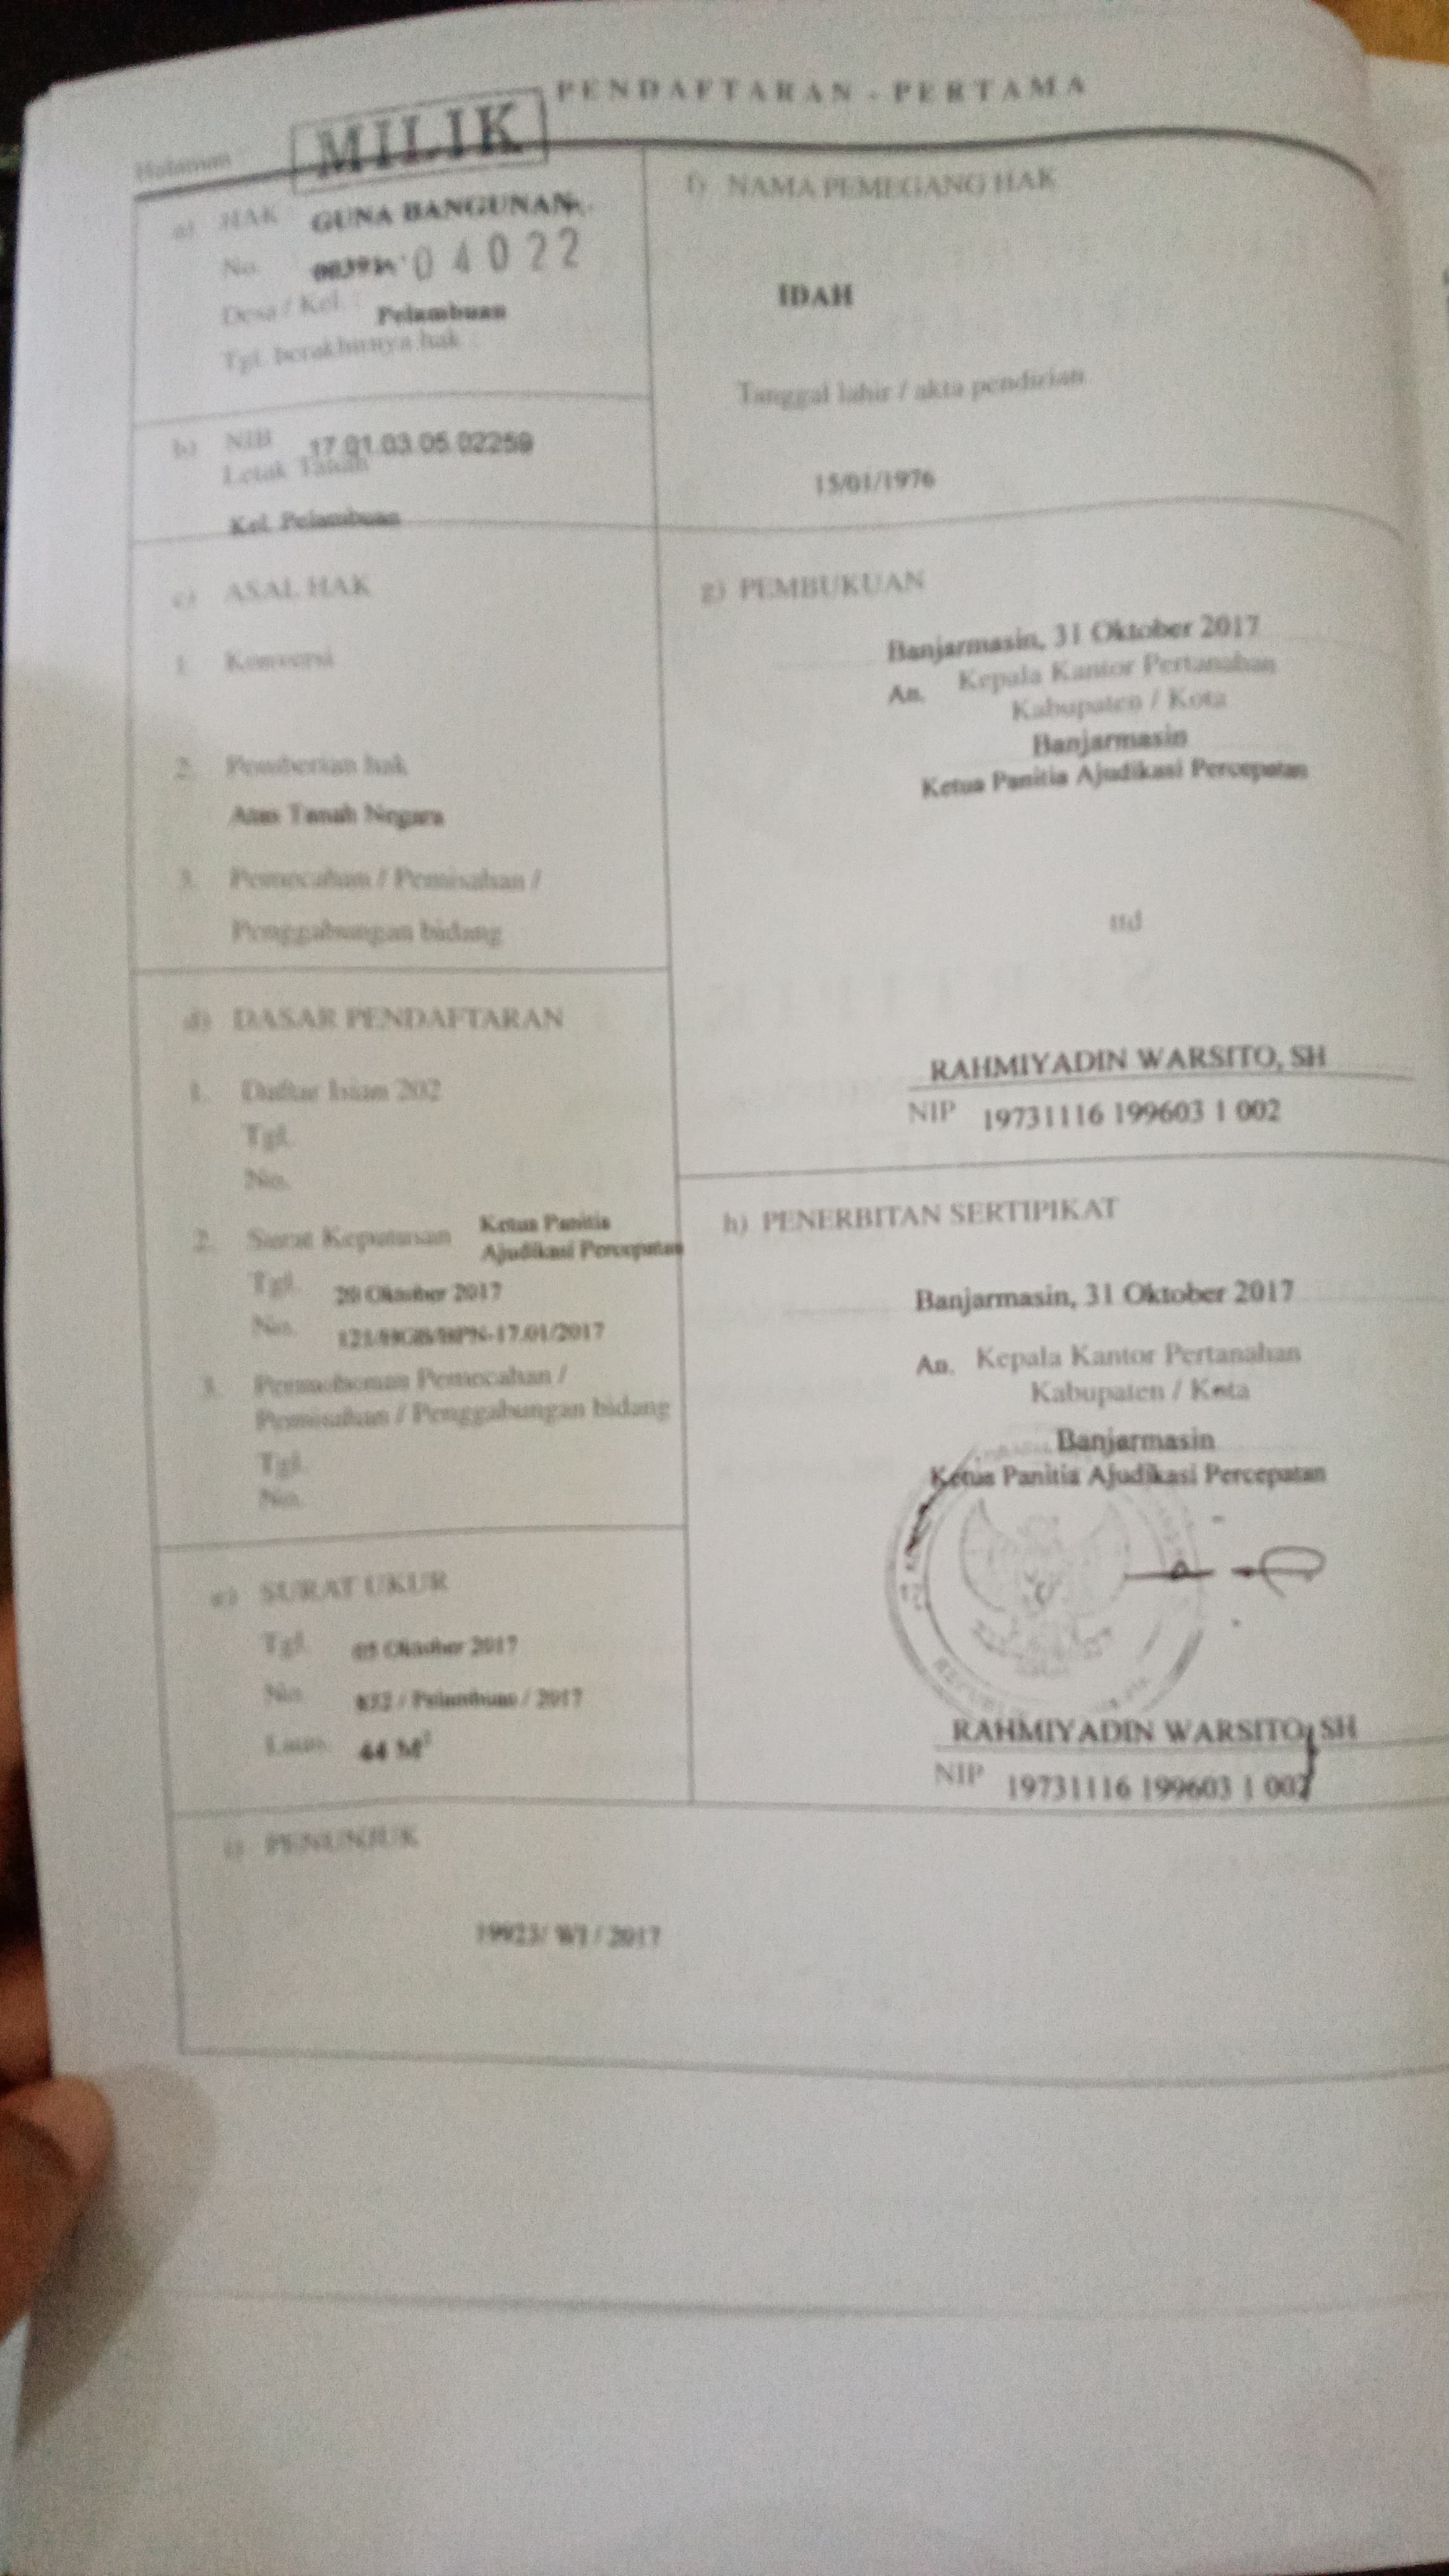 PENDAFTARAN - PERTAMA
Halaman :
MILIK
a) HAK : GUNA BANGUNAN
No. 04022
Desa / Kel. : Pelambuan
Tgl. berakhirnya hak :
b) NIB 17.01.03.05.02259
Letak Tanah
Kel. Pelambuan
c) ASAL HAK
1. Konversi
2. Pemberian hak
Atas Tanah Negara
3. Pemecahan / Pemisahan /
Penggabungan bidang
d) DASAR PENDAFTARAN
1. Daftar Isian 202
Tgl.
No.
2. Surat Keputusan Ketua Panitia
Ajudikasi Percepatan
Tgl. Oktober 2017
No. 121/HGB/BPN-17.01/2017
3. Permohonan Pemecahan /
Pemisahan / Penggabungan bidang
Tgl.
No.
e) SURAT UKUR
Tgl. 05 Oktober 2017
No. / Pelambuan / 2017
Luas. 44 M²
f) NAMA PEMEGANG HAK
IDAH
Tanggal lahir / akta pendirian
15/01/1976
g) PEMBUKUAN
Banjarmasin, 31 Oktober 2017
An. Kepala Kantor Pertanahan
Kabupaten / Kota
Banjarmasin
Ketua Panitia Ajudikasi Percepatan
ttd
RAHMIYADIN WARSITO, SH
NIP 19731116 199603 1 002
h) PENERBITAN SERTIPIKAT
Banjarmasin, 31 Oktober 2017
An. Kepala Kantor Pertanahan
Kabupaten / Kota
Banjarmasin
Ketua Panitia Ajudikasi Percepatan
RAHMIYADIN WARSITO, SH
NIP 19731116 199603 1 002
i) PENUNJUK
19923/ WI / 2017